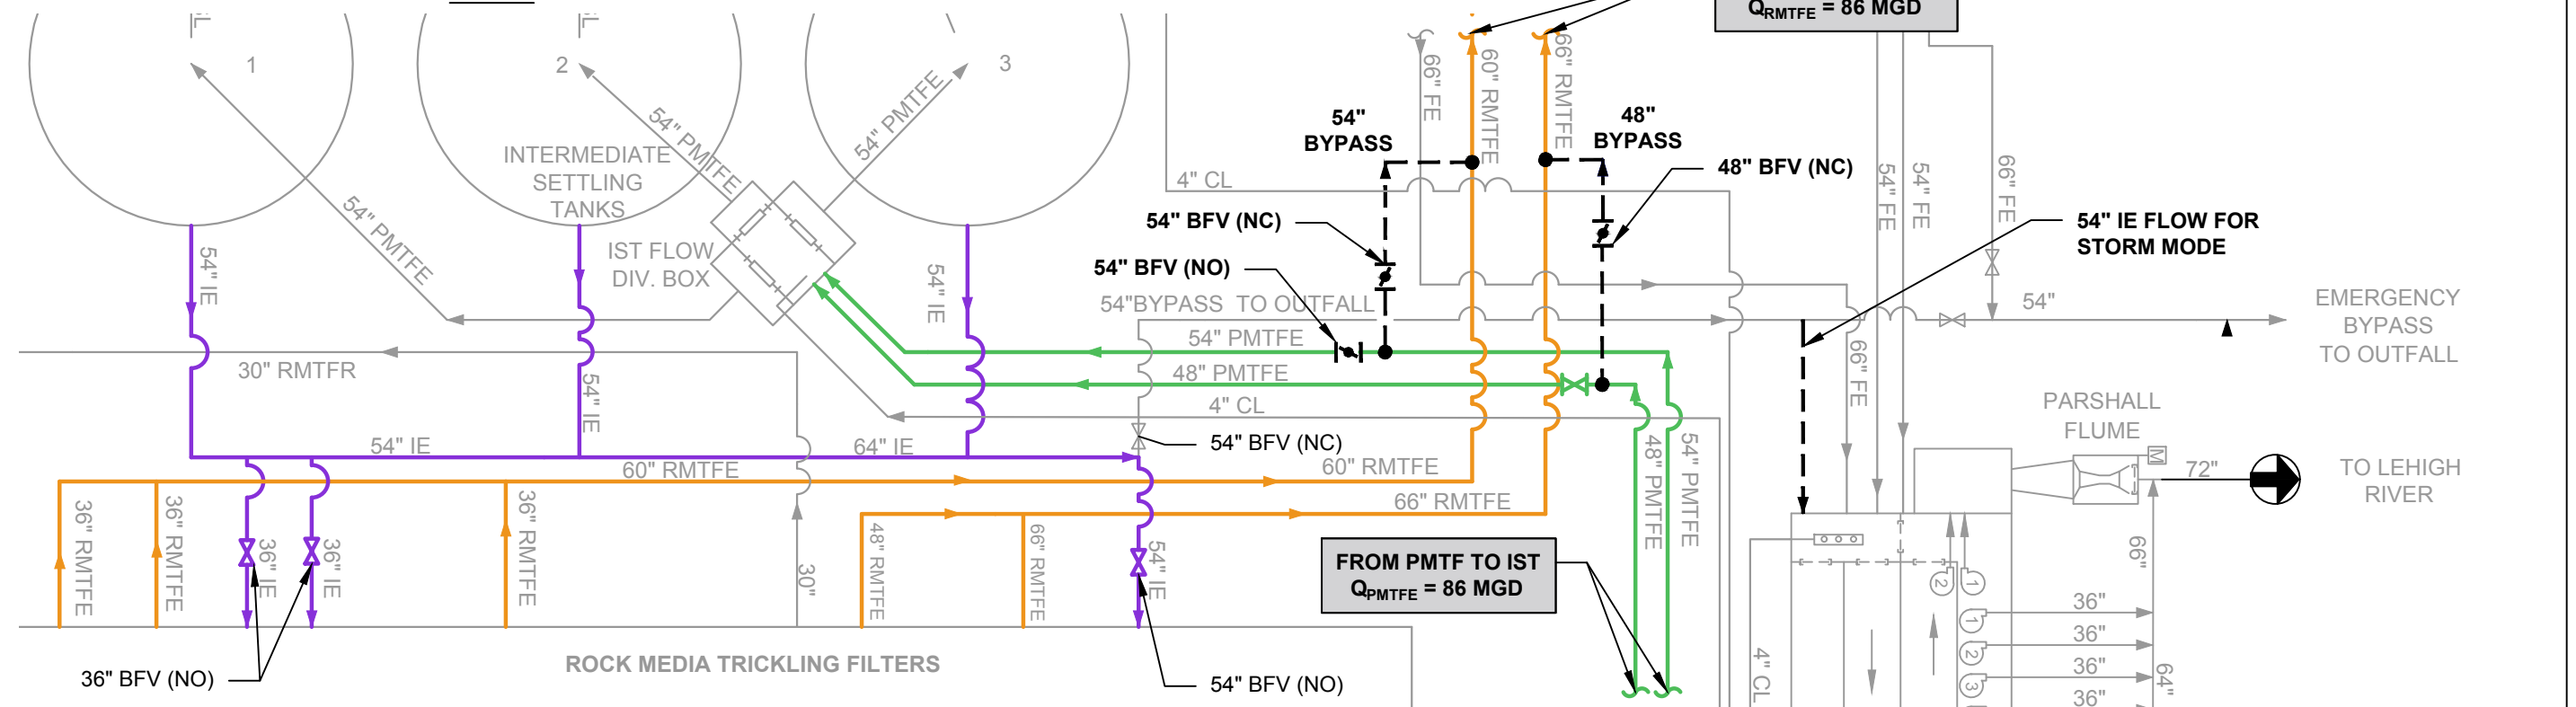 Q RMTFE = 86 MGD
1
2
3
54" PMTFE
54" PMTFE
54" PMTFE
INTERMEDIATE
SETTLING
TANKS
IST FLOW
DIV. BOX
54" IE
54" IE
54" IE
66" FE
60" RMTFE
66" RMTFE
54"
BYPASS
48"
BYPASS
48" BFV (NC)
4" CL
54" BFV (NC)
54" BFV (NO)
54"BYPASS TO OUTFALL
54" FE
54" FE
66" FE
54" IE FLOW FOR
STORM MODE
54"
EMERGENCY
BYPASS
TO OUTFALL
30" RMTFR
54" PMTFE
48" PMTFE
4" CL
66" FE
54" BFV (NC)
54" IE
64" IE
60" RMTFE
60" RMTFE
66" RMTFE
48" PMTFE
54" PMTFE
PARSHALL
FLUME
M
72"
TO LEHIGH
RIVER
36" RMTFE
36" RMTFE
36" IE
36" IE
36" RMTFE
30"
48" RMTFE
66" RMTFE
54" IE
FROM PMTF TO IST
Q PMTFE = 86 MGD
66"
2
1
1
2
3
36"
36"
36"
36"
64"
4" CL
ROCK MEDIA TRICKLING FILTERS
36" BFV (NO)
54" BFV (NO)